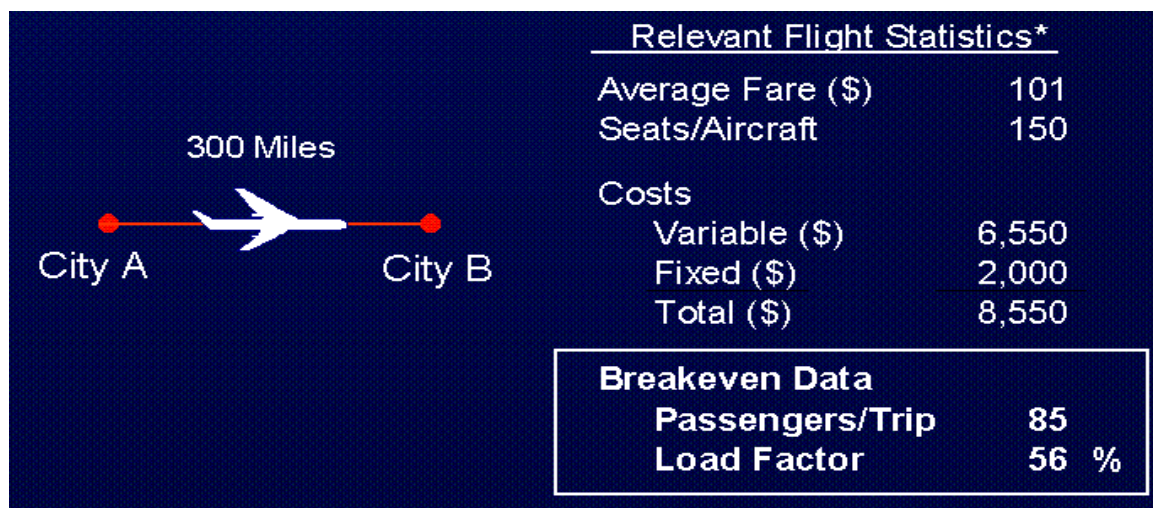 300 Miles
City A
City B
Relevant Flight Statistics*
Average Fare ($) 101
Seats/Aircraft 150
Costs
Variable ($) 6,550
Fixed ($) 2,000
Total ($) 8,550
Breakeven Data
Passengers/Trip 85
Load Factor 56 %